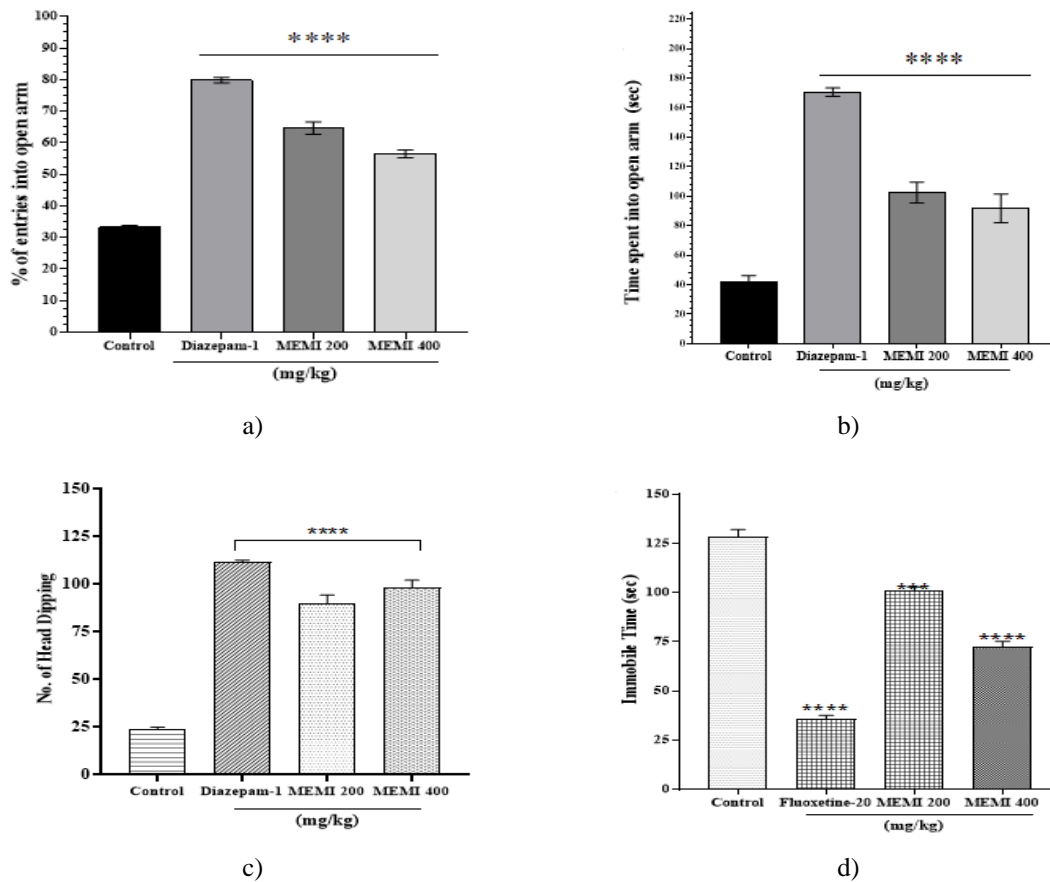 100
90
80
70
60
50
40
30
20
10
0
% of entries into open arm
****
Control
Diazepam-1
MEMI 200
MEMI 400
(mg/kg)
a)
220
200
180
160
140
120
100
80
60
40
20
0
Time spent into open arm (sec)
****
Control
Diazepam-1
MEMI 200
MEMI 400
(mg/kg)
b)
150
125
100
75
50
25
0
No. of Head Dipping
****
Control
Diazepam-1
MEMI 200
MEMI 400
(mg/kg)
c)
150
125
100
75
50
25
0
Immobile Time (sec)
****
***
****
Control
Fluoxetine-20
MEMI 200
MEMI 400
(mg/kg)
d)